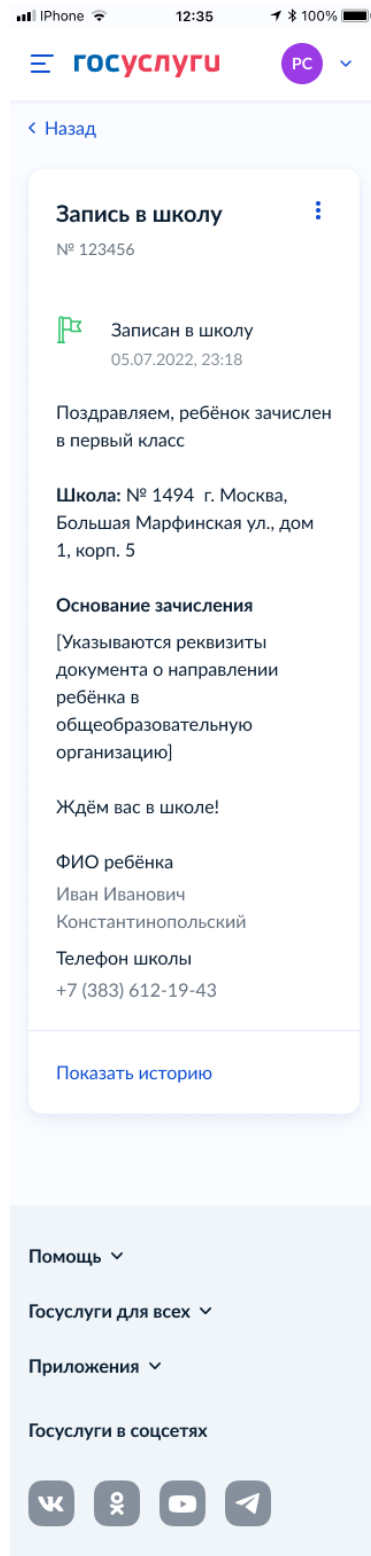 IPhone 12:35 100%
госуслуги РС
Назад
Запись в школу
№ 123456
Записан в школу
05.07.2022, 23:18
Поздравляем, ребёнок зачислен
в первый класс
Школа: № 1494 г. Москва,
Большая Марфинская ул., дом
1, корп. 5
Основание зачисления
[Указываются реквизиты
документа о направлении
ребёнка в
общеобразовательную
организацию]
Ждём вас в школе!
ФИО ребёнка
Иван Иванович
Константинопольский
Телефон школы
+7 (383) 612-19-43
Показать историю
Помощь
Госуслуги для всех
Приложения
Госуслуги в соцсетях